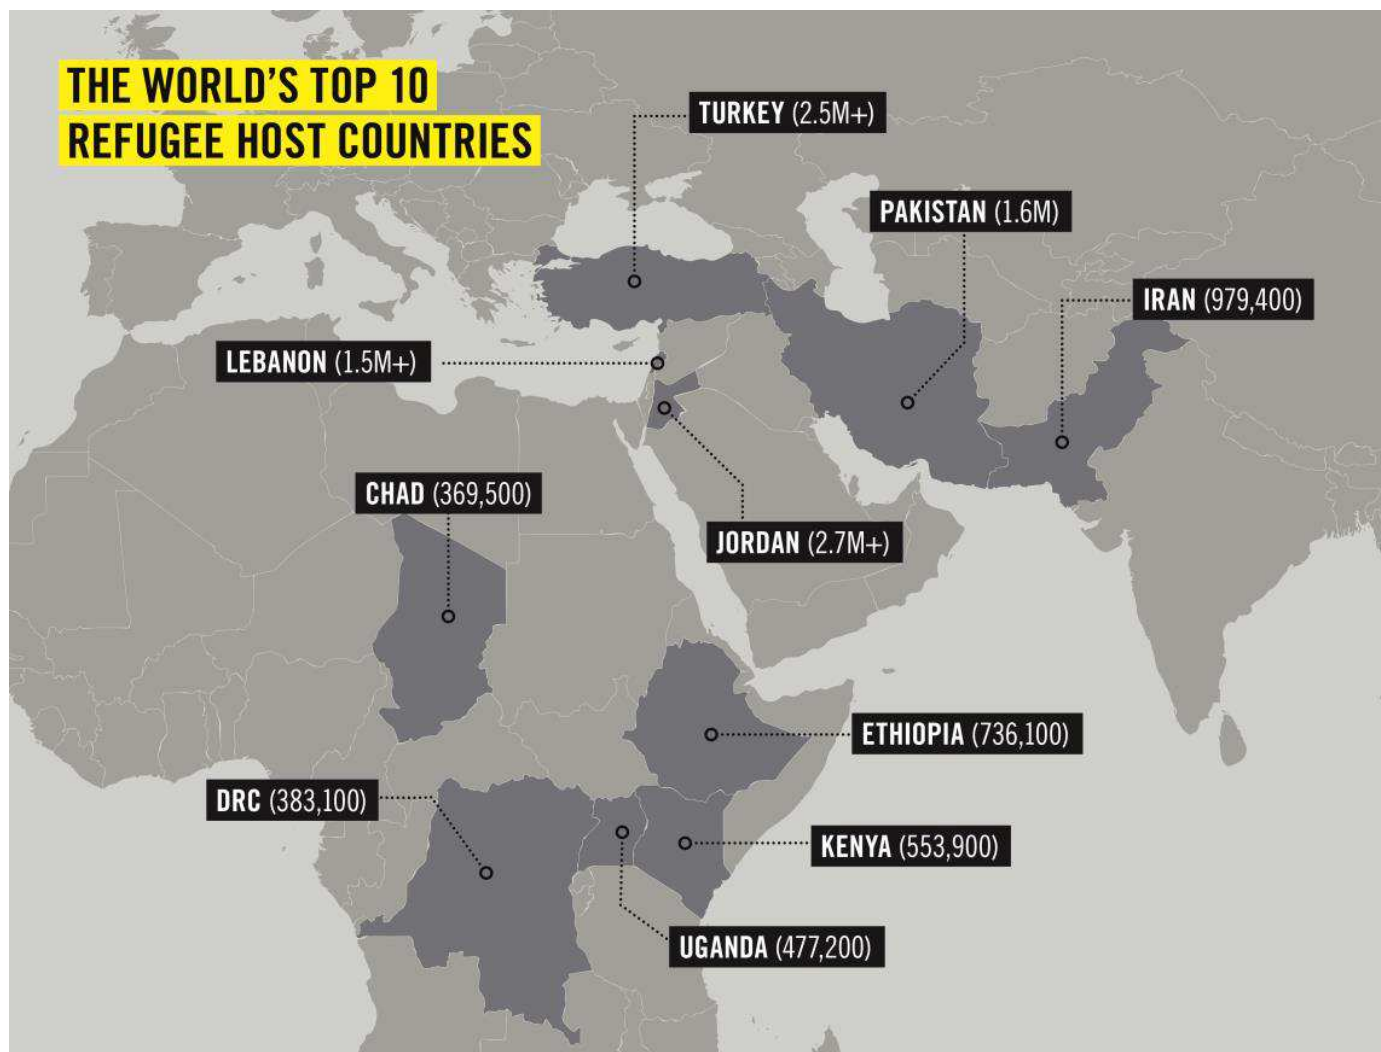 THE WORLD'S TOP 10
REFUGEE HOST COUNTRIES
TURKEY (2.5M+)
PAKISTAN (1.6M)
IRAN (979,400)
LEBANON (1.5M+)
CHAD (369,500)
JORDAN (2.7M+)
ETHIOPIA (736,100)
DRC (383,100)
KENYA (553,900)
UGANDA (477,200)